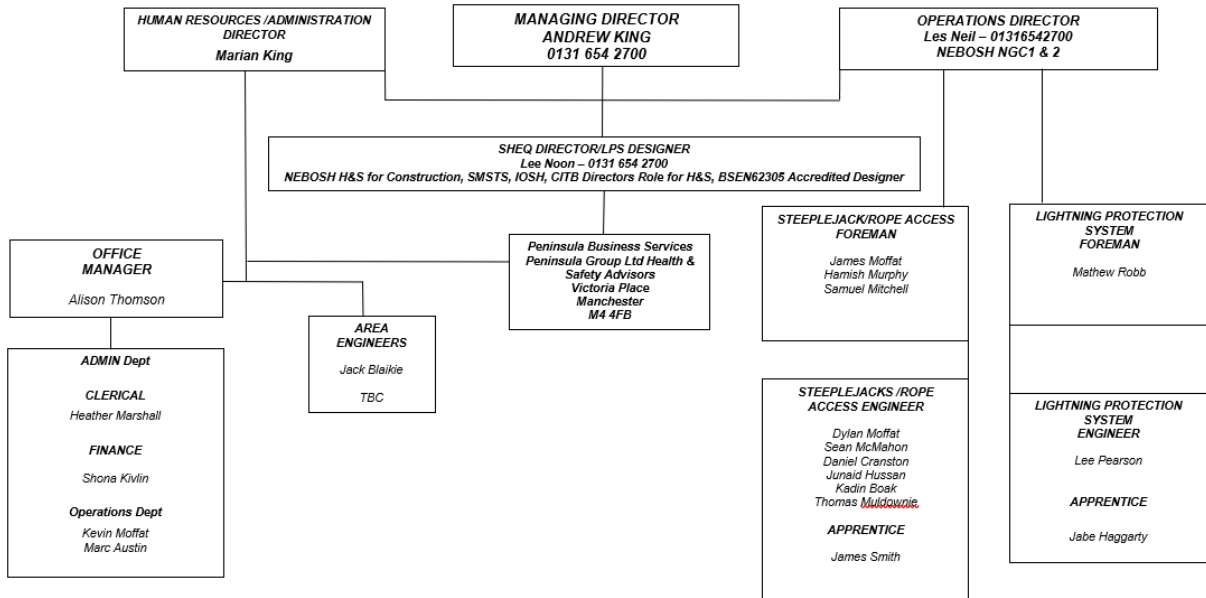 HUMAN RESOURCES /ADMINISTRATION
DIRECTOR
Marian King
MANAGING DIRECTOR
ANDREW KING
0131 654 2700
OPERATIONS DIRECTOR
Les Neil – 01316542700
NEBOSH NGC1 & 2
SHEQ DIRECTOR/LPS DESIGNER
Lee Noon – 0131 654 2700
NEBOSH H&S for Construction, SMSTS, IOSH, CITB Directors Role for H&S, BSEN62305 Accredited Designer
OFFICE
MANAGER
Alison Thomson
Peninsula Business Services
Peninsula Group Ltd Health &
Safety Advisors
Victoria Place
Manchester
M4 4FB
STEEPLEJACK/ROPE ACCESS
FOREMAN
James Moffat
Hamish Murphy
Samuel Mitchell
LIGHTNING PROTECTION
SYSTEM
FOREMAN
Mathew Robb
AREA
ENGINEERS
Jack Blaikie
TBC
ADMIN Dept
CLERICAL
Heather Marshall
FINANCE
Shona Kivlin
Operations Dept
Kevin Moffat
Marc Austin
STEEPLEJACKS /ROPE
ACCESS ENGINEER
Dylan Moffat
Sean McMahon
Daniel Cranston
Junaid Hussan
Kadin Boak
Thomas Muldownie
APPRENTICE
James Smith
LIGHTNING PROTECTION
SYSTEM
ENGINEER
Lee Pearson
APPRENTICE
Jabe Haggarty